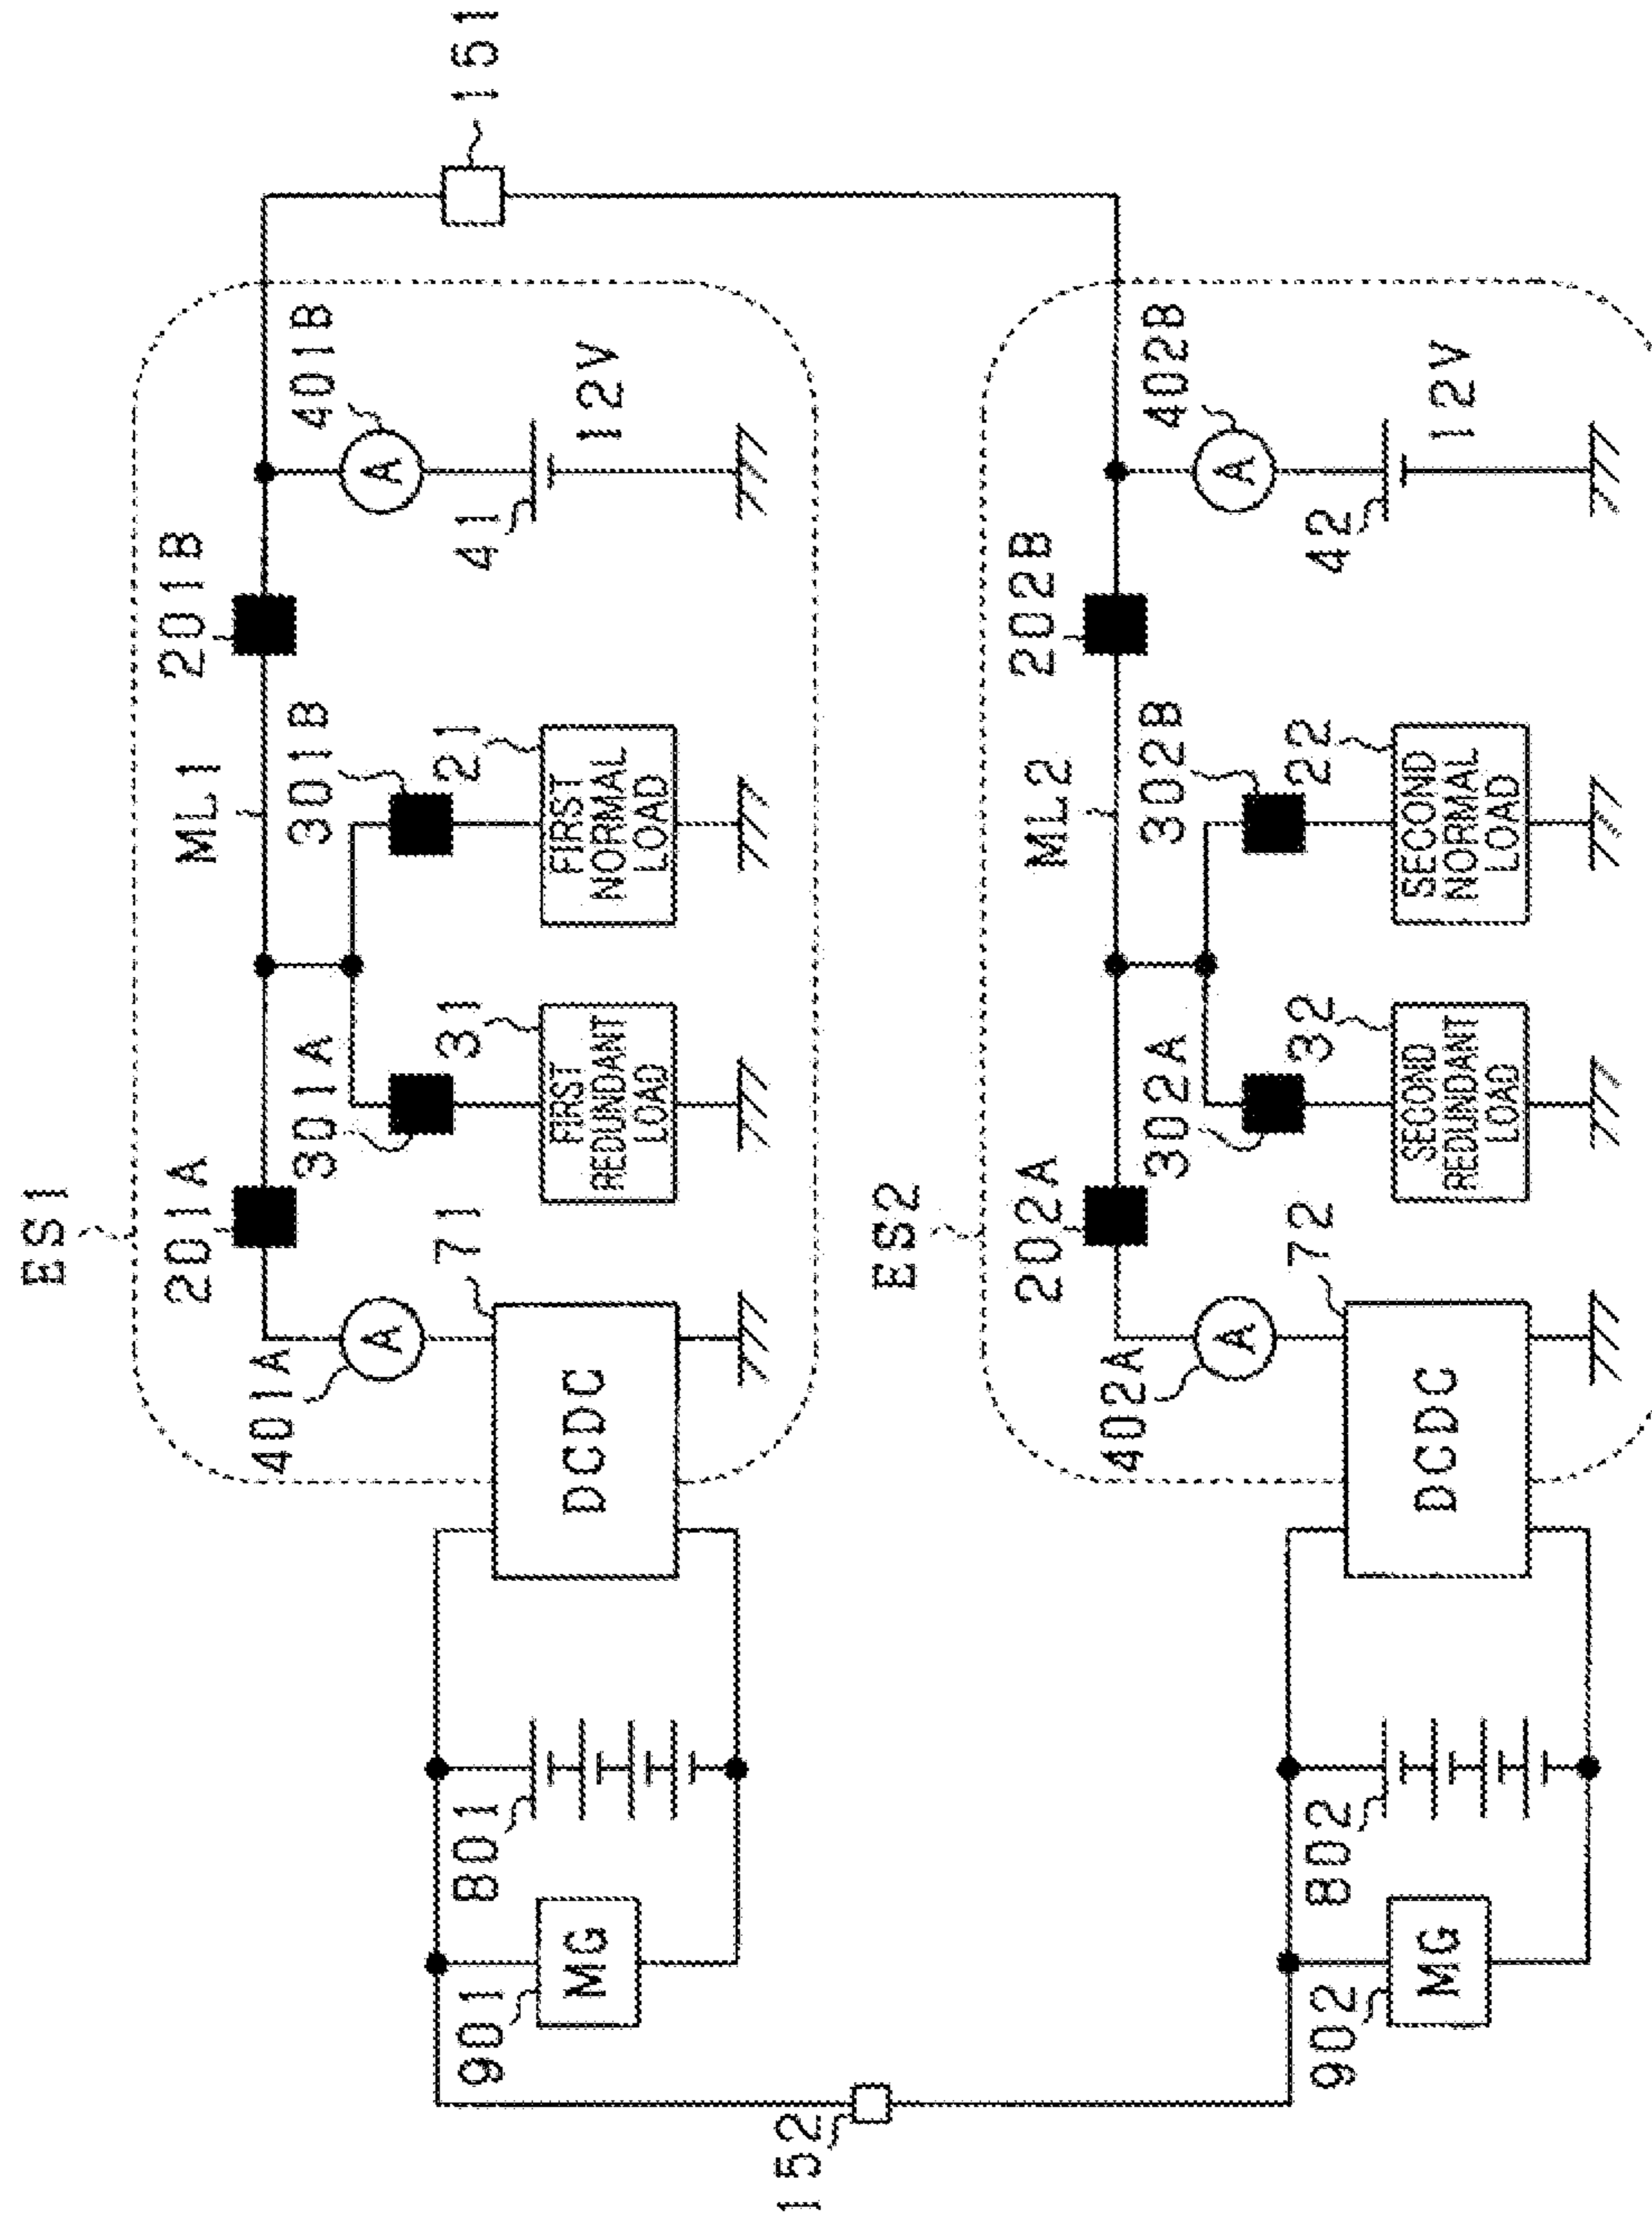 ES1
401A
201A
301A
ML1
301B
201B
401B
151
901
MG
801
DCDC
71
31
FIRST
REDUNDANT
LOAD
21
FIRST
NORMAL
LOAD
41
12V
152
ES2
402A
202A
302A
ML2
302B
202B
402B
902
MG
802
DCDC
72
32
SECOND
REDUNDANT
LOAD
22
SECOND
NORMAL
LOAD
42
12V
A
A
A
A